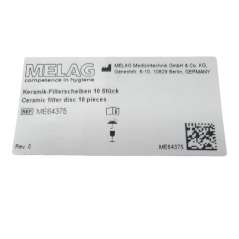 MELAG
competence in hygiene
MELAG Medizintechnik GmbH & Co. KG,
Geneststr. 6-10, 10829 Berlin, GERMANY
Keramik-Filterscheiben 10 Stück
Ceramic filter disc 10 pieces
REF ME64375
Rev. 0
ME64375